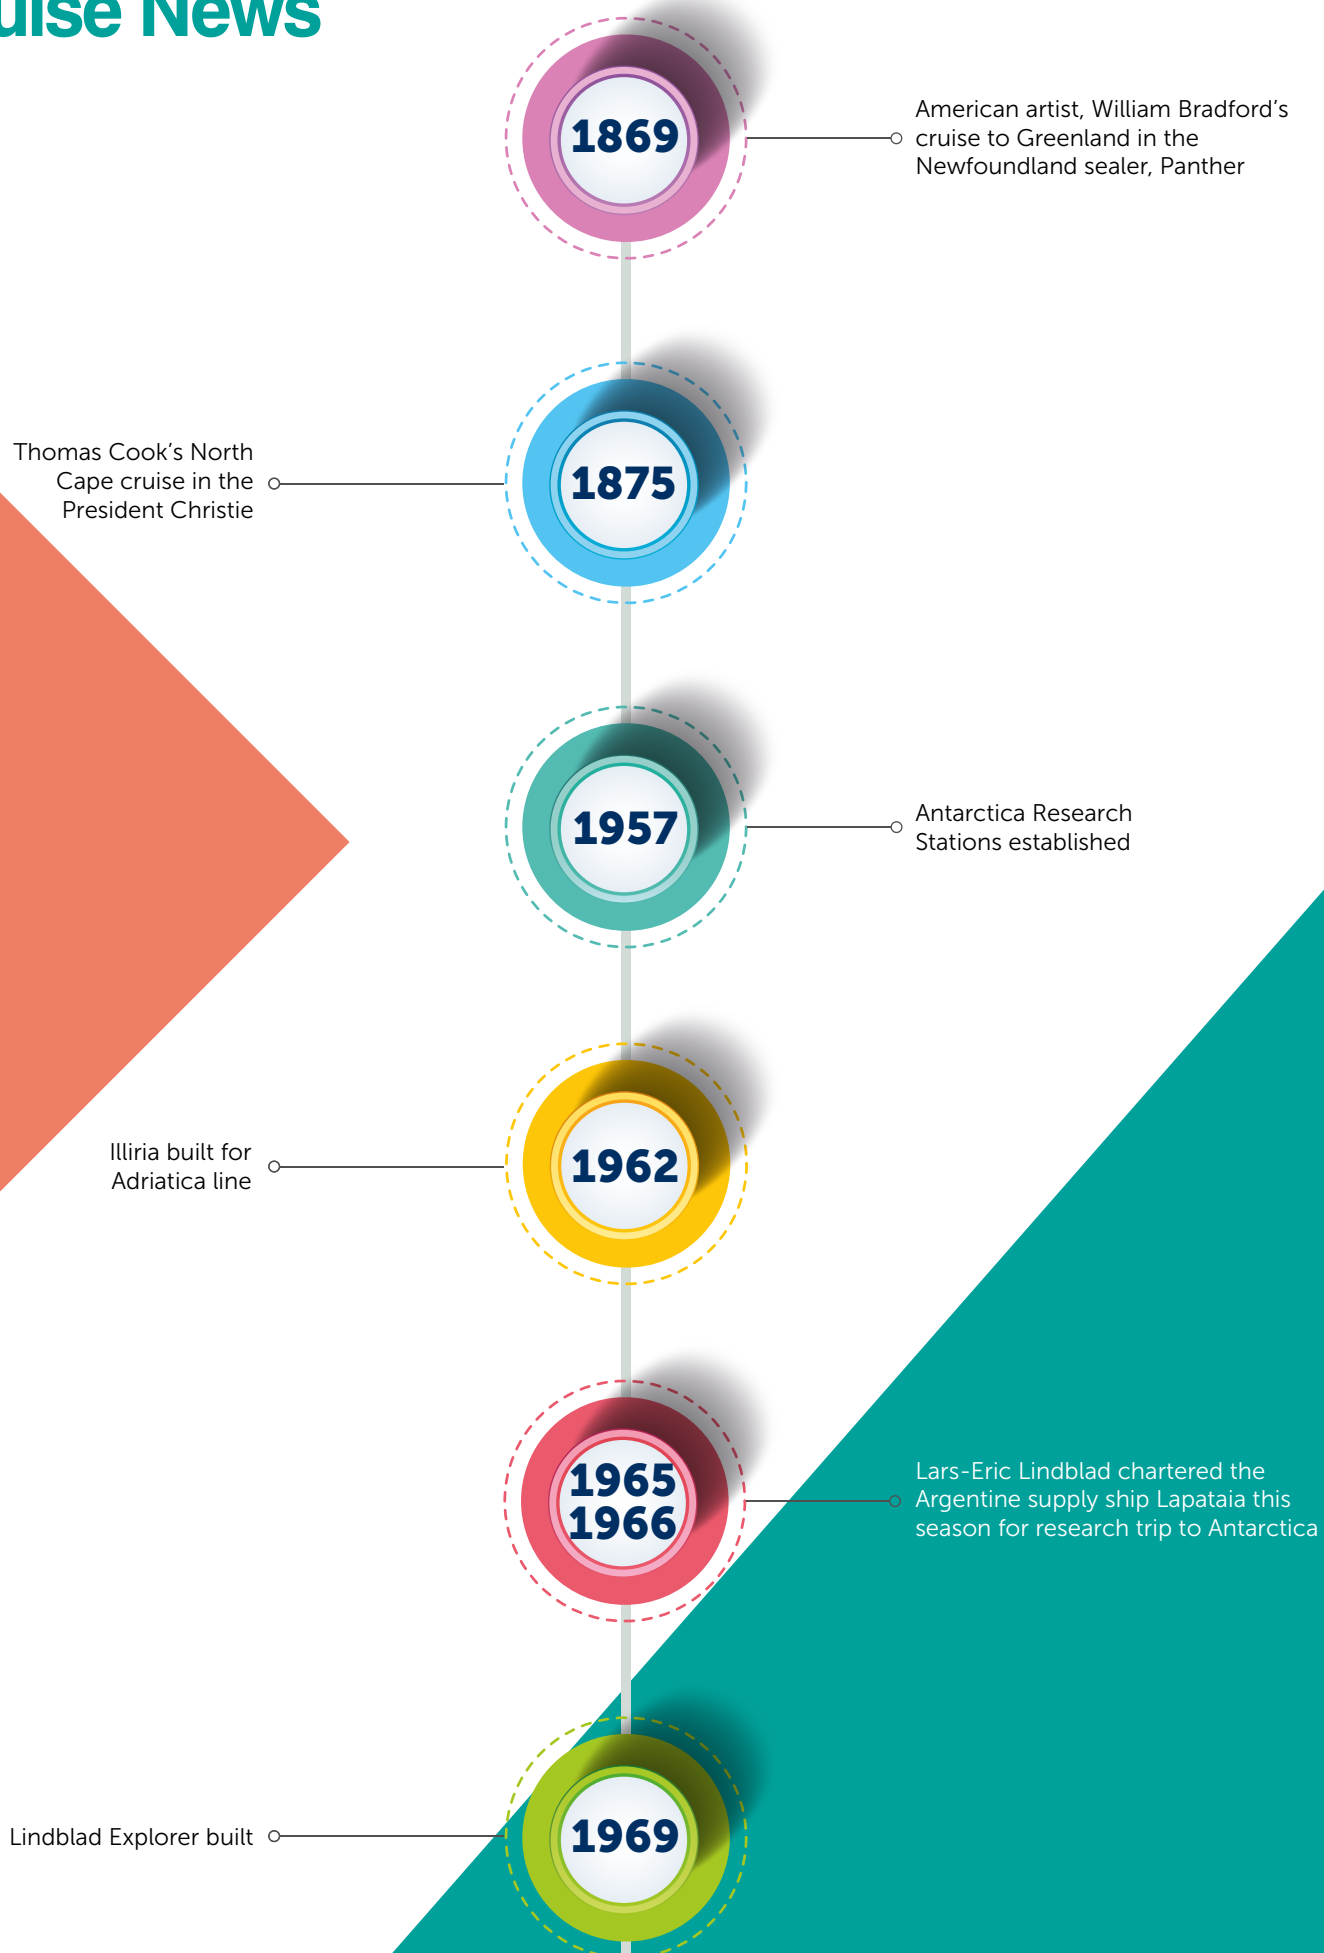 News
1869
American artist, William Bradford's
cruise to Greenland in the
Newfoundland sealer, Panther
Thomas Cook's North
Cape cruise in the
President Christie
1875
1957
Antarctica Research
Stations established
Illiria built for
Adriatica line
1962
1965
1966
Lars-Eric Lindblad chartered the
Argentine supply ship Lapataia this
season for research trip to Antarctica
Lindblad Explorer built
1969